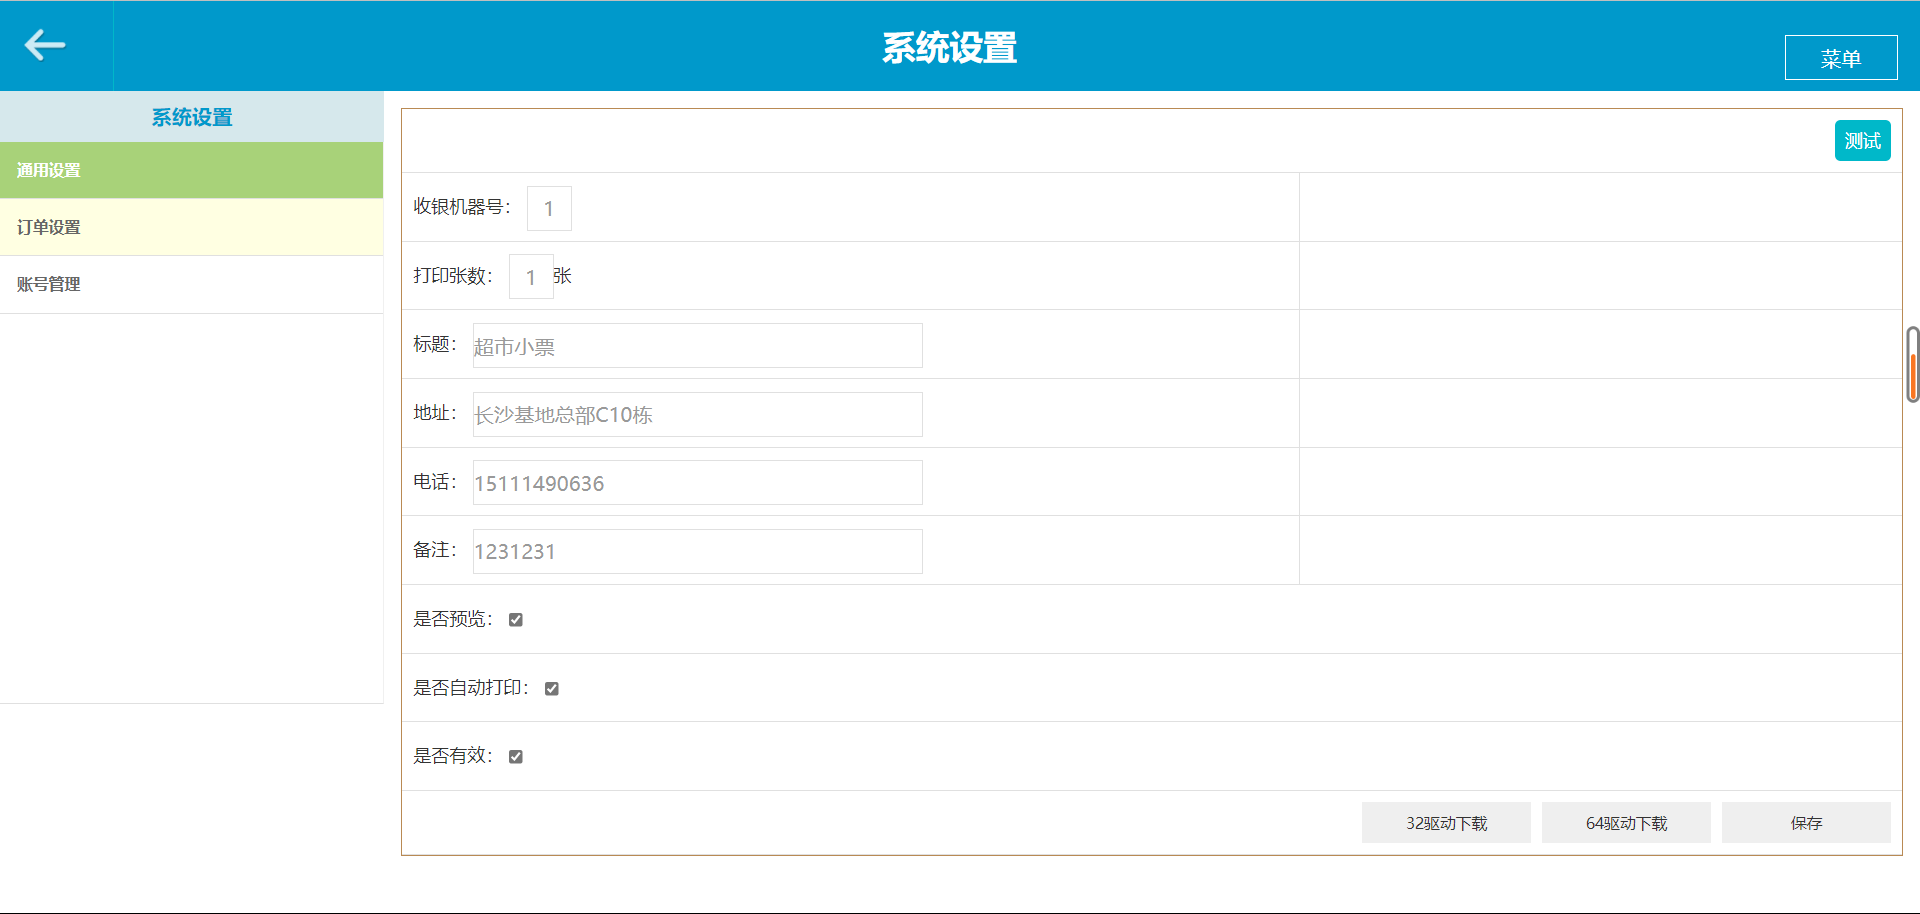 系统设置
菜单
系统设置
通用设置
订单设置
账号管理
测试
收银机器号： 1
打印张数： 1 张
标题： 超市小票
地址： 长沙基地总部C10栋
电话： 15111490636
备注： 1231231
是否预览：
是否自动打印：
是否有效：
32驱动下载 64驱动下载 保存